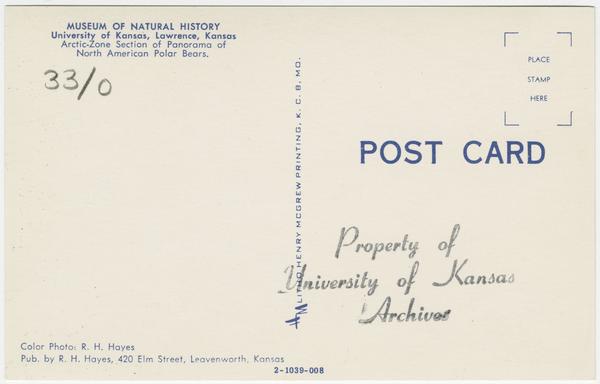 MUSEUM OF NATURAL HISTORY
University of Kansas, Lawrence, Kansas
Arctic-Zone Section of Panorama of
North American Polar Bears.
33/0
PLACE
STAMP
HERE
POST CARD
LITHO HENRY MCGREW PRINTING, K. C. 8, MO.
Property of
University of Kansas
Archives
Color Photo: R. H. Hayes
Pub. by R. H. Hayes, 420 Elm Street, Leavenworth, Kansas
2-1039-008